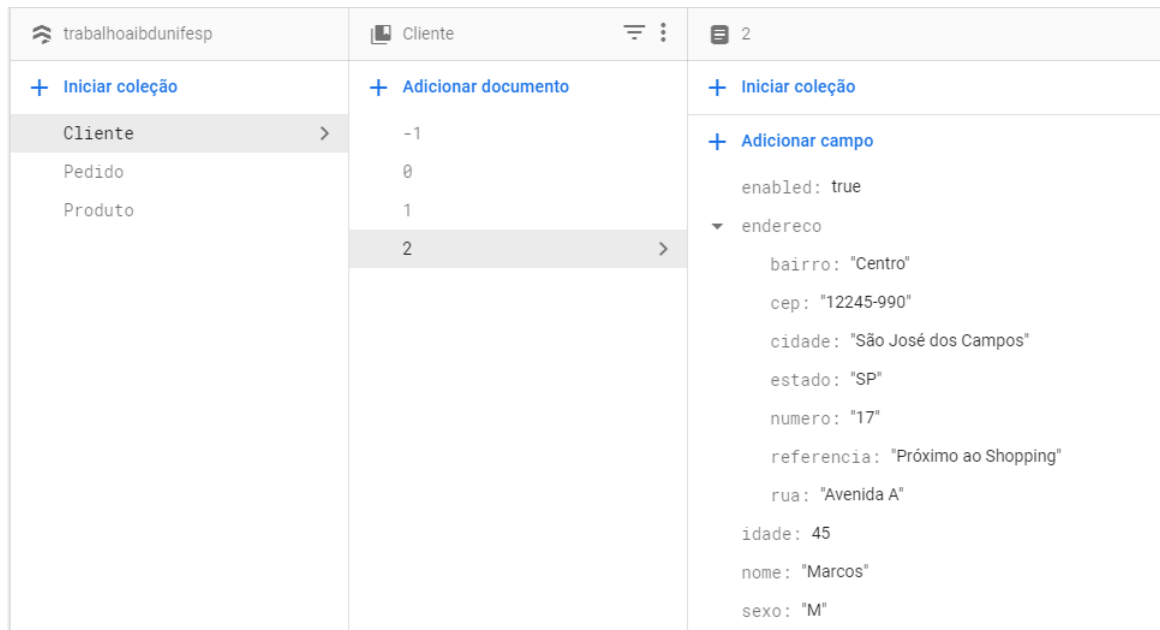 trabalhoaibdunifesp
Cliente
2
+ Iniciar coleção
+ Adicionar documento
+ Iniciar coleção
Cliente
Pedido
Produto
-1
0
1
2
+ Adicionar campo
enabled: true
endereco
bairro: "Centro"
cep: "12245-990"
cidade: "São José dos Campos"
estado: "SP"
numero: "17"
referencia: "Próximo ao Shopping"
rua: "Avenida A"
idade: 45
nome: "Marcos"
sexo: "M"